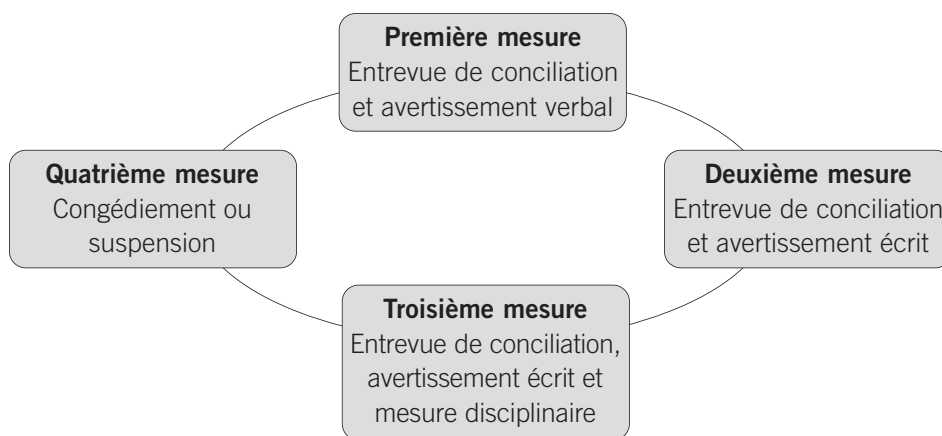 Première mesure
Entrevue de conciliation
et avertissement verbal
Quatrième mesure
Congédiement ou
suspension
Deuxième mesure
Entrevue de conciliation
et avertissement écrit
Troisième mesure
Entrevue de conciliation,
avertissement écrit et
mesure disciplinaire